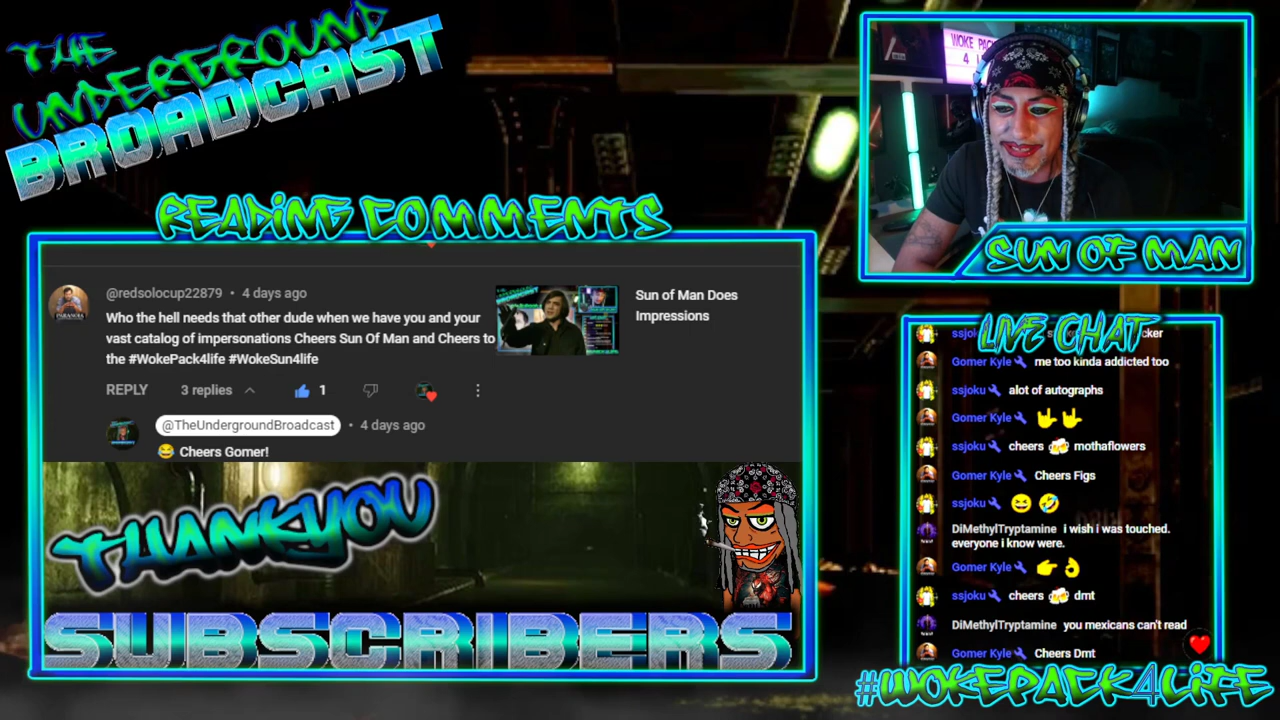 THE
UNDERGROUND
BROADCAST
READING COMMENTS
@redsolocup22879 • 4 days ago
Who the hell needs that other dude when we have you and your
vast catalog of impersonations Cheers Sun Of Man and Cheers to
the #WokePack4life #WokeSun4life
REPLY 3 replies 1
Sun of Man Does
Impressions
@TheUndergroundBroadcast • 4 days ago
😂 Cheers Gomer!
THANKYOU
SUBSCRIBERS
WOKE PAC
4
SUN OF MAN
LIVE CHAT
Gomer Kyle me too kinda addicted too
ssjoku alot of autographs
Gomer Kyle 🤟 🤟
ssjoku cheers 🍻 mothaflowers
Gomer Kyle Cheers Figs
ssjoku 😆 🤣
DiMethylTryptamine i wish i was touched.
everyone i know were.
Gomer Kyle 👉 👌
ssjoku cheers 🍻 dmt
DiMethylTryptamine you mexicans can't read
Gomer Kyle Cheers Dmt
#WOKEPACK4LIFE